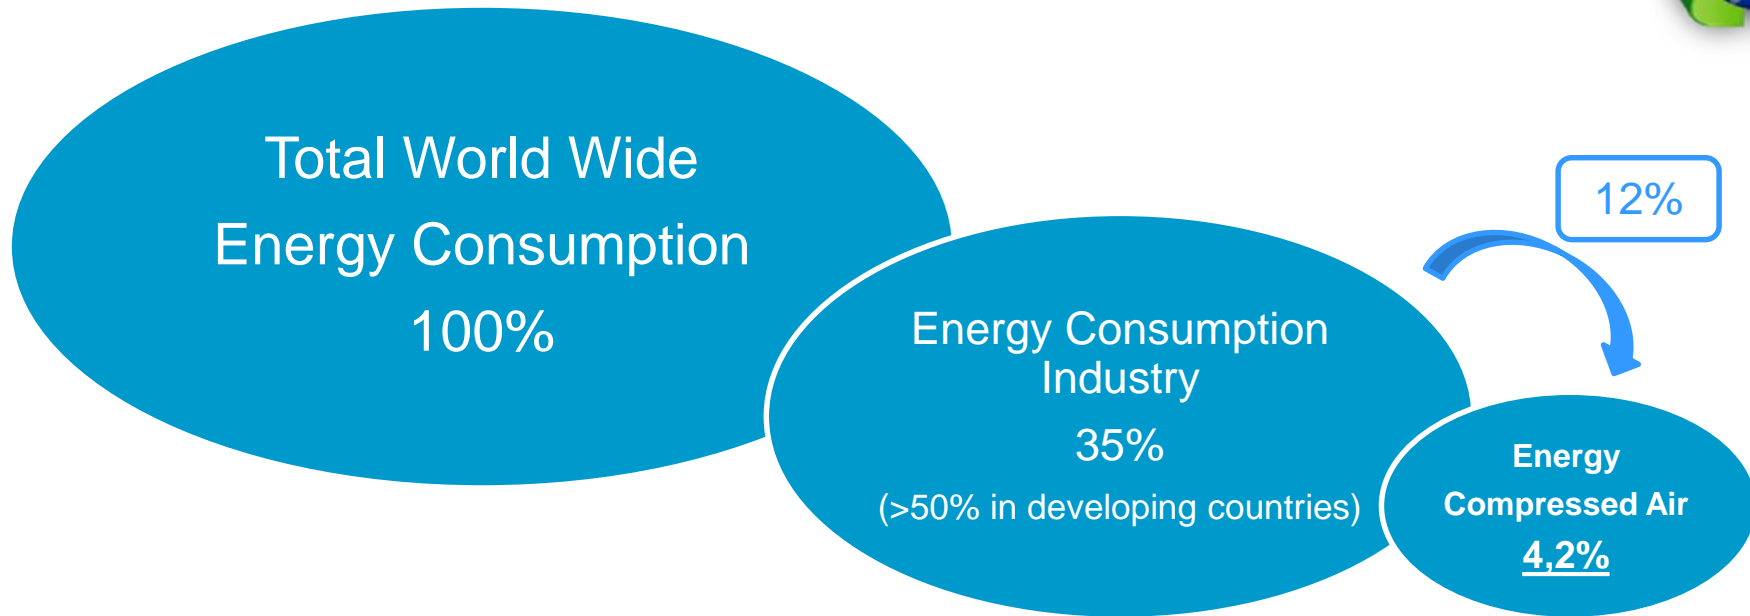 Total World Wide
Energy Consumption
100%
12%
Energy Consumption
Industry
35%
(>50% in developing countries)
Energy
Compressed Air
4,2%